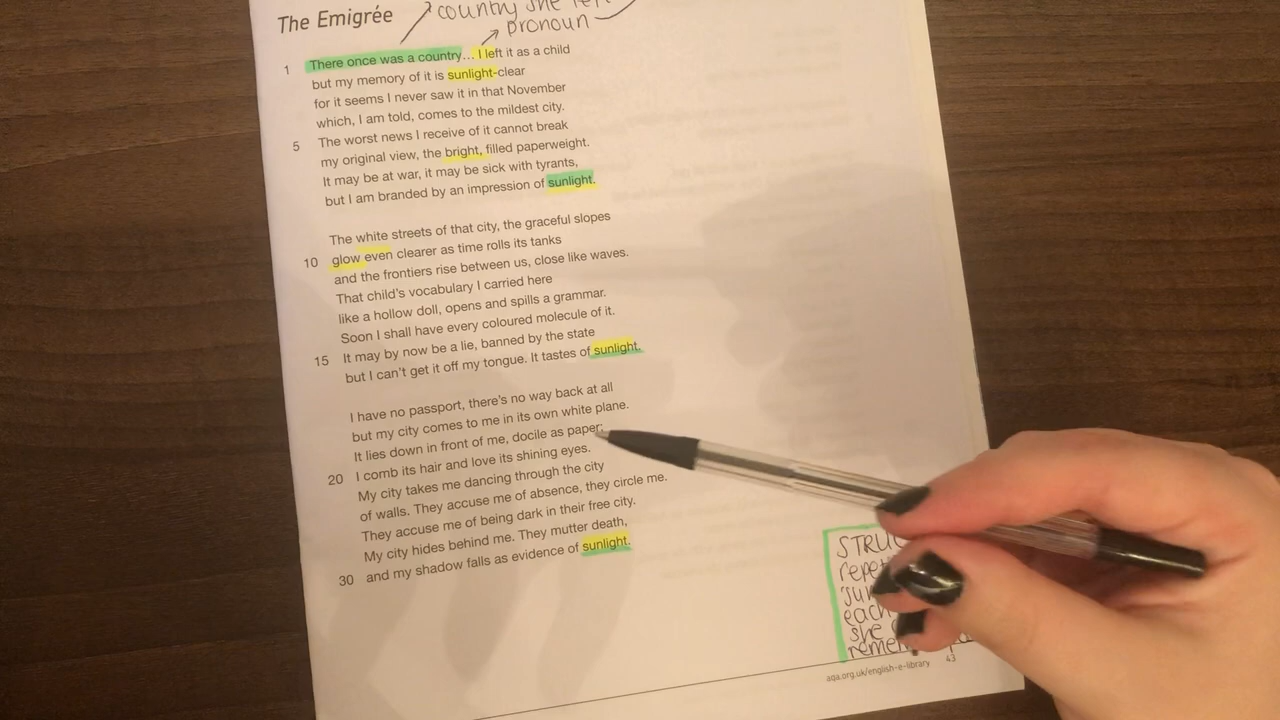 The Emigrée
country she left
pronoun
1 There once was a country... I left it as a child
but my memory of it is sunlight-clear
for it seems I never saw it in that November
which, I am told, comes to the mildest city.
5 The worst news I receive of it cannot break
my original view, the bright, filled paperweight.
It may be at war, it may be sick with tyrants,
but I am branded by an impression of sunlight.
The white streets of that city, the graceful slopes
10 glow even clearer as time rolls its tanks
and the frontiers rise between us, close like waves.
That child's vocabulary I carried here
like a hollow doll, opens and spills a grammar.
Soon I shall have every coloured molecule of it.
15 It may by now be a lie, banned by the state
but I can't get it off my tongue. It tastes of sunlight.
I have no passport, there's no way back at all
but my city comes to me in its own white plane.
It lies down in front of me, docile as paper;
20 I comb its hair and love its shining eyes.
My city takes me dancing through the city
of walls. They accuse me of absence, they circle me.
They accuse me of being dark in their free city.
My city hides behind me. They mutter death,
30 and my shadow falls as evidence of sunlight.
each
she
aqa.org.uk/english-e-library 43